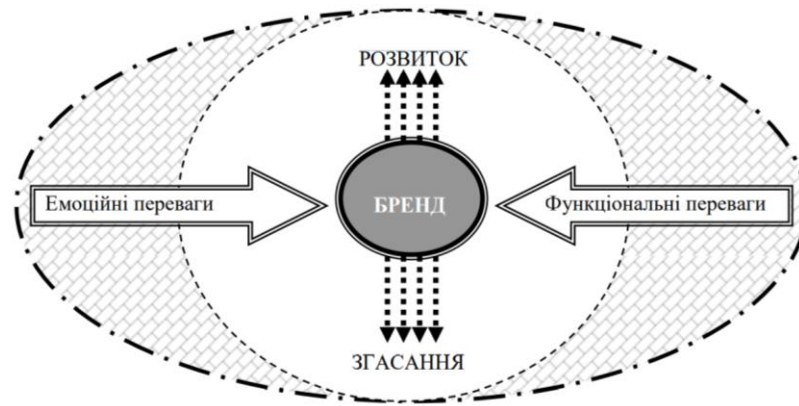 РОЗВИТОК
Емоційні переваги
БРЕНД
Функціональні переваги
ЗГАСАННЯ